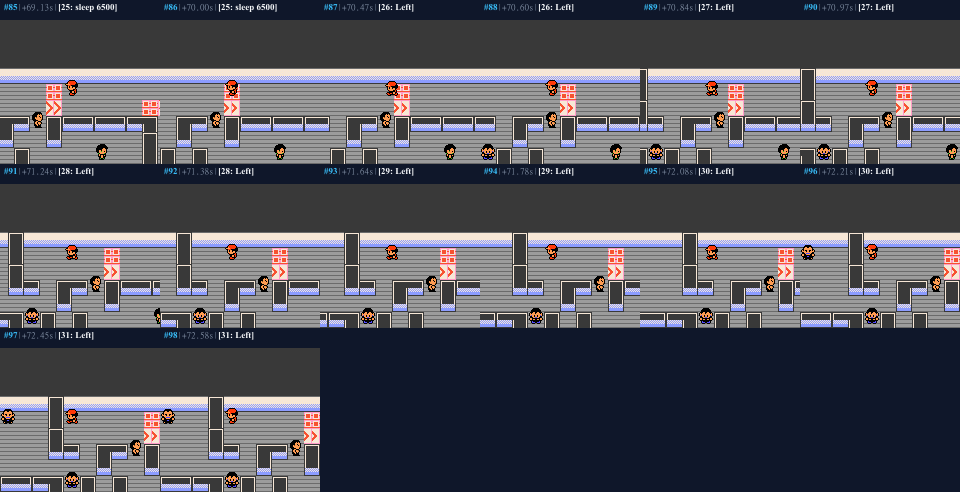 #85|+69.13s|[25: sleep 6500] #86|+70.00s|[25: sleep 6500] #87|+70.47s|[26: Left] #88|+70.60s|[26: Left] #89|+70.84s|[27: Left] #90|+70.97s|[27: Left]
#91|+71.24s|[28: Left] #92|+71.38s|[28: Left] #93|+71.64s|[29: Left] #94|+71.78s|[29: Left] #95|+72.08s|[30: Left] #96|+72.21s|[30: Left]
#97|+72.45s|[31: Left] #98|+72.58s|[31: Left]